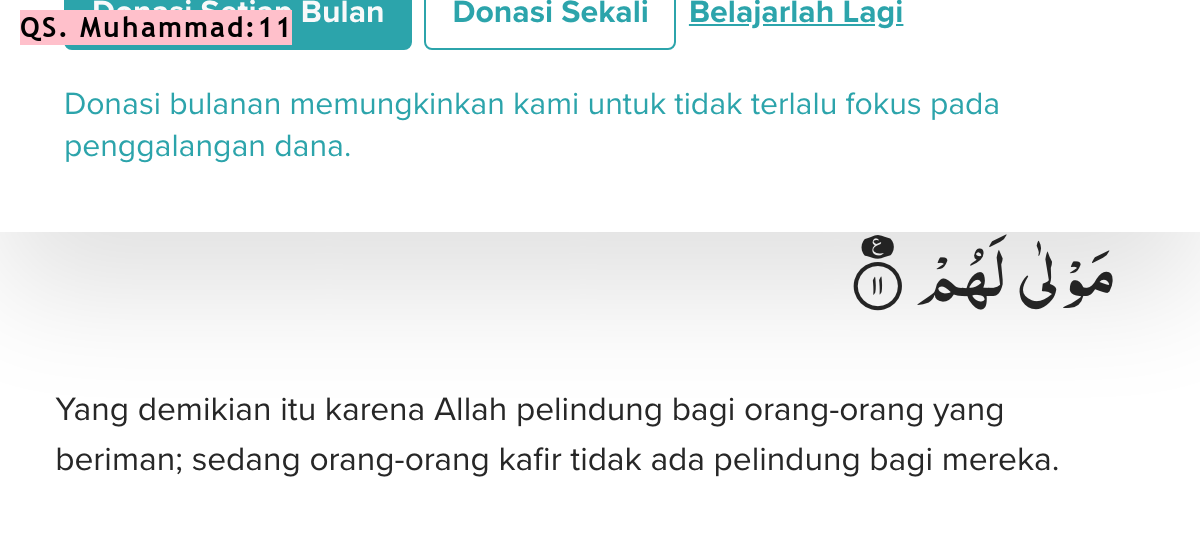 Bulan
Donasi Sekali
Belajarlah Lagi
QS. Muhammad:11
Donasi bulanan memungkinkan kami untuk tidak terlalu fokus pada
penggalangan dana.
ع
مَوْلٰى لَهُمْ ١١
Yang demikian itu karena Allah pelindung bagi orang-orang yang
beriman; sedang orang-orang kafir tidak ada pelindung bagi mereka.